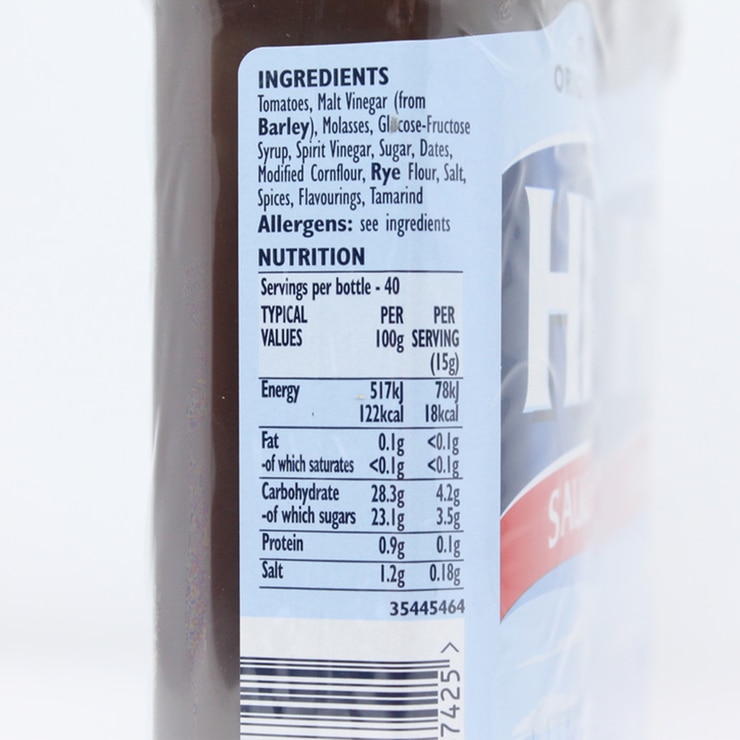 INGREDIENTS
Tomatoes, Malt Vinegar (from
Barley), Molasses, Glucose-Fructose
Syrup, Spirit Vinegar, Sugar, Dates,
Modified Cornflour, Rye Flour, Salt,
Spices, Flavourings, Tamarind
Allergens: see ingredients
NUTRITION
Servings per bottle - 40
TYPICAL PER PER
VALUES 100g SERVING
(15g)
Energy 517kJ 78kJ
122kcal 18kcal
Fat 0.1g <0.1g
-of which saturates <0.1g <0.1g
Carbohydrate 28.3g 4.2g
-of which sugars 23.1g 3.5g
Protein 0.9g 0.1g
Salt 1.2g 0.18g
35445464
7425 >